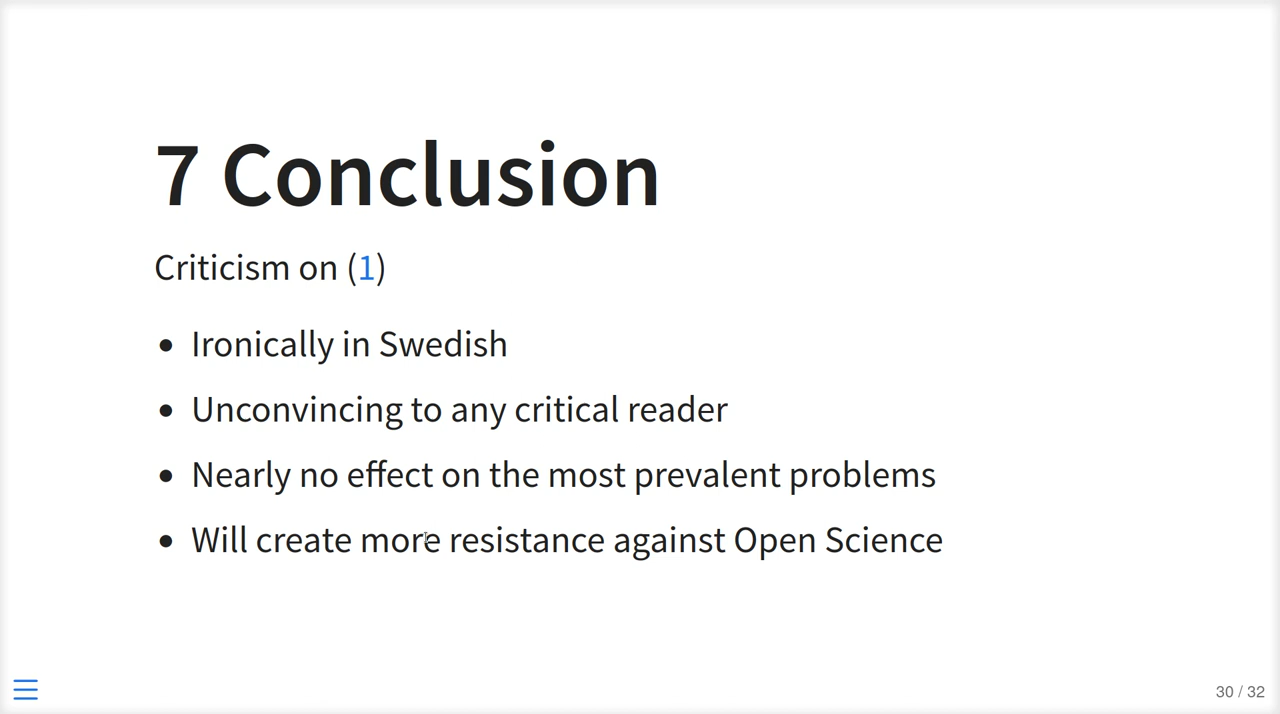 7 Conclusion
Criticism on (1)
• Ironically in Swedish
• Unconvincing to any critical reader
• Nearly no effect on the most prevalent problems
• Will create more resistance against Open Science
30 / 32